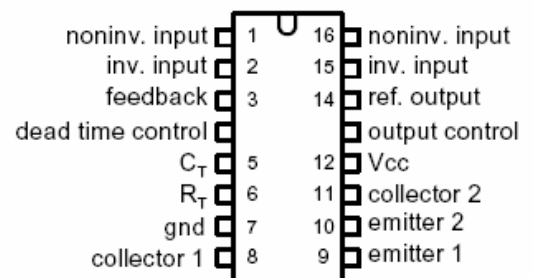 noninv. input 1 16 noninv. input
inv. input 2 15 inv. input
feedback 3 14 ref. output
dead time control output control
CT 5 12 Vcc
RT 6 11 collector 2
gnd 7 10 emitter 2
collector 1 8 9 emitter 1